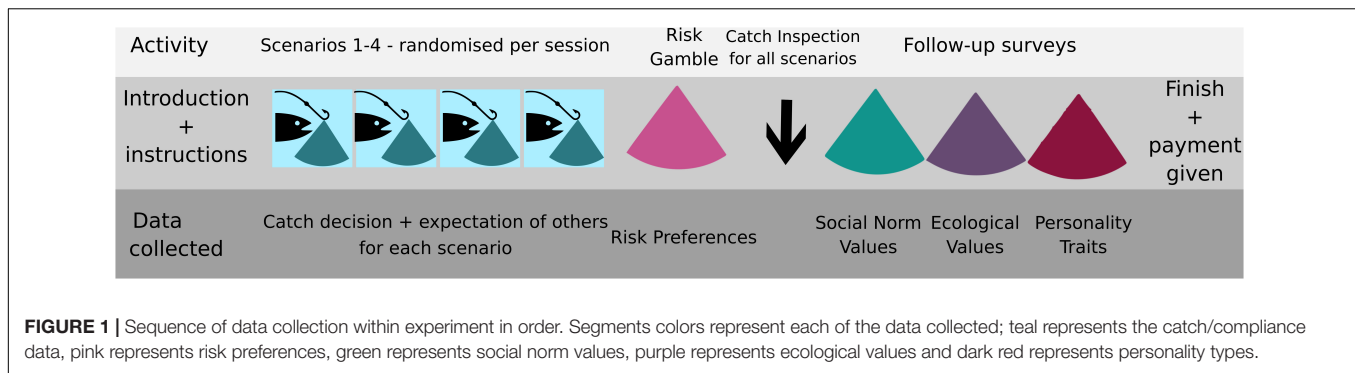 Activity
Scenarios 1-4 - randomised per session
Risk
Gamble
Catch Inspection
for all scenarios
Follow-up surveys
Introduction
+
instructions
Finish
+
payment
given
Data
collected
Catch decision + expectation of others
for each scenario
Risk Preferences
Social Norm
Values
Ecological
Values
Personality
Traits
FIGURE 1 | Sequence of data collection within experiment in order. Segments colors represent each of the data collected; teal represents the catch/compliance
data, pink represents risk preferences, green represents social norm values, purple represents ecological values and dark red represents personality types.